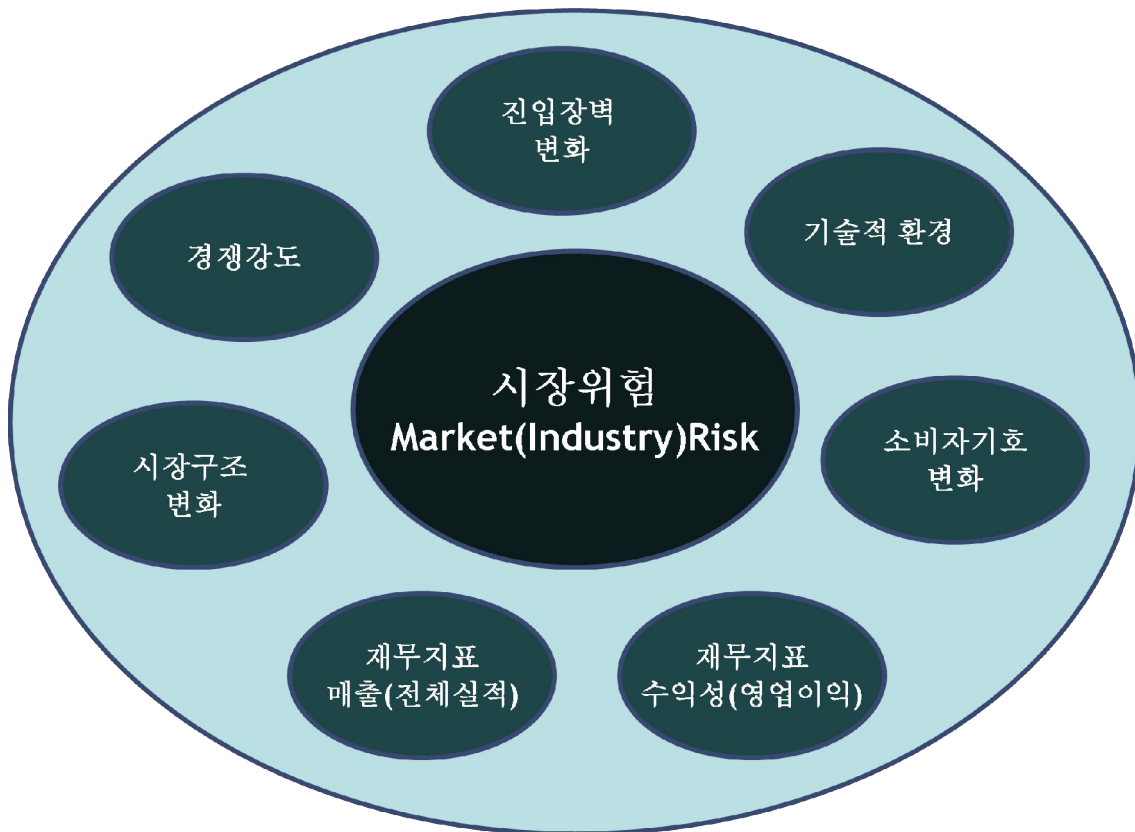 진입장벽
변화
기술적 환경
경쟁강도
시장위험
Market(Industry)Risk
소비자기호
변화
시장구조
변화
재무지표
매출(전체실적)
재무지표
수익성(영업이익)